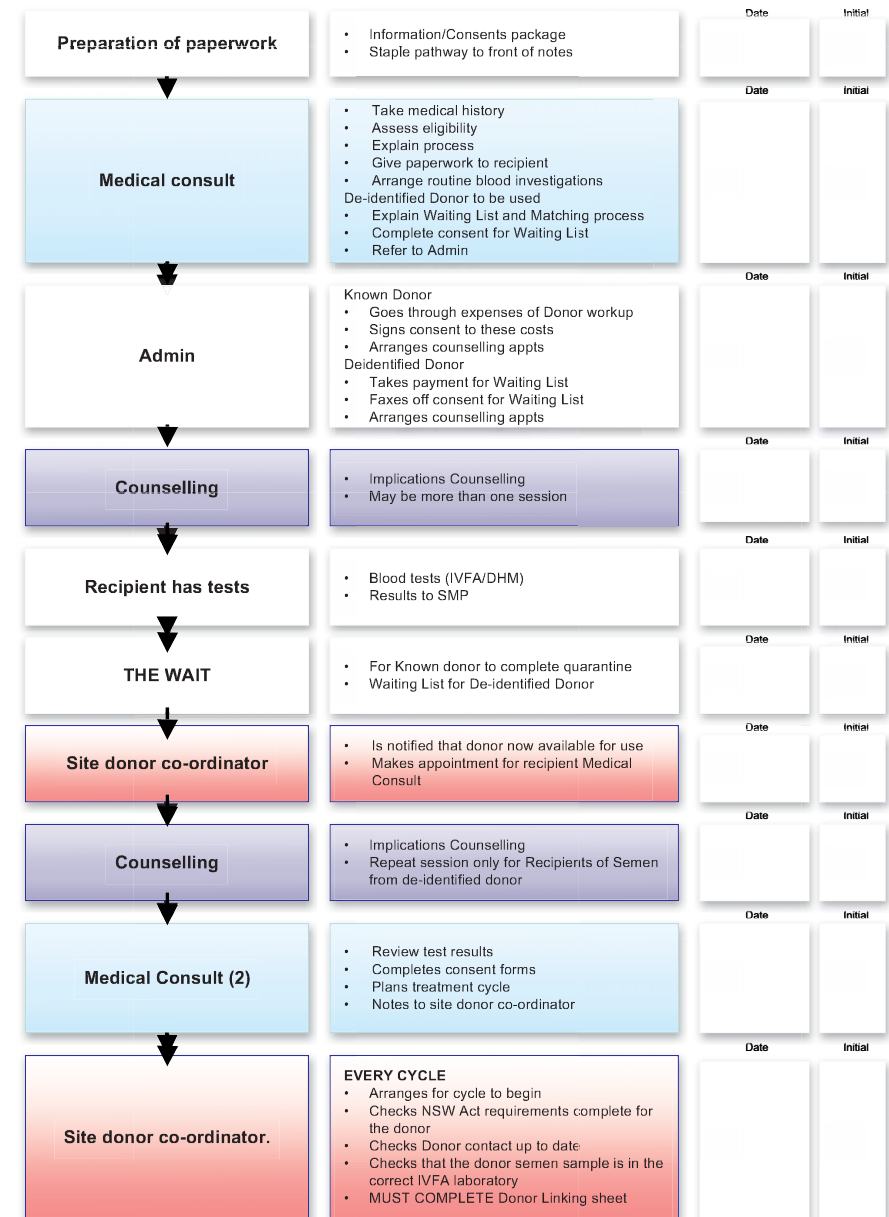 Date Initial
Preparation of paperwork
• Information/Consents package
• Staple pathway to front of notes
Date Initial
Medical consult
• Take medical history
• Assess eligibility
• Explain process
• Give paperwork to recipient
• Arrange routine blood investigations
De-identified Donor to be used
• Explain Waiting List and Matching process
• Complete consent for Waiting List
• Refer to Admin
Date Initial
Admin
Known Donor
• Goes through expenses of Donor workup
• Signs consent to these costs
• Arranges counselling appts
Deidentified Donor
• Takes payment for Waiting List
• Faxes off consent for Waiting List
• Arranges counselling appts
Date Initial
Counselling
• Implications Counselling
• May be more than one session
Date Initial
Recipient has tests
• Blood tests (IVFA/DHM)
• Results to SMP
Date Initial
THE WAIT
• For Known donor to complete quarantine
• Waiting List for De-identified Donor
Date Initial
Site donor co-ordinator
• Is notified that donor now available for use
• Makes appointment for recipient Medical
Consult
Date Initial
Counselling
• Implications Counselling
• Repeat session only for Recipients of Semen
from de-identified donor
Date Initial
Medical Consult (2)
• Review test results
• Completes consent forms
• Plans treatment cycle
• Notes to site donor co-ordinator
Date Initial
Site donor co-ordinator.
EVERY CYCLE
• Arranges for cycle to begin
• Checks NSW Act requirements complete for
the donor
• Checks Donor contact up to date
• Checks that the donor semen sample is in the
correct IVFA laboratory
• MUST COMPLETE Donor Linking sheet